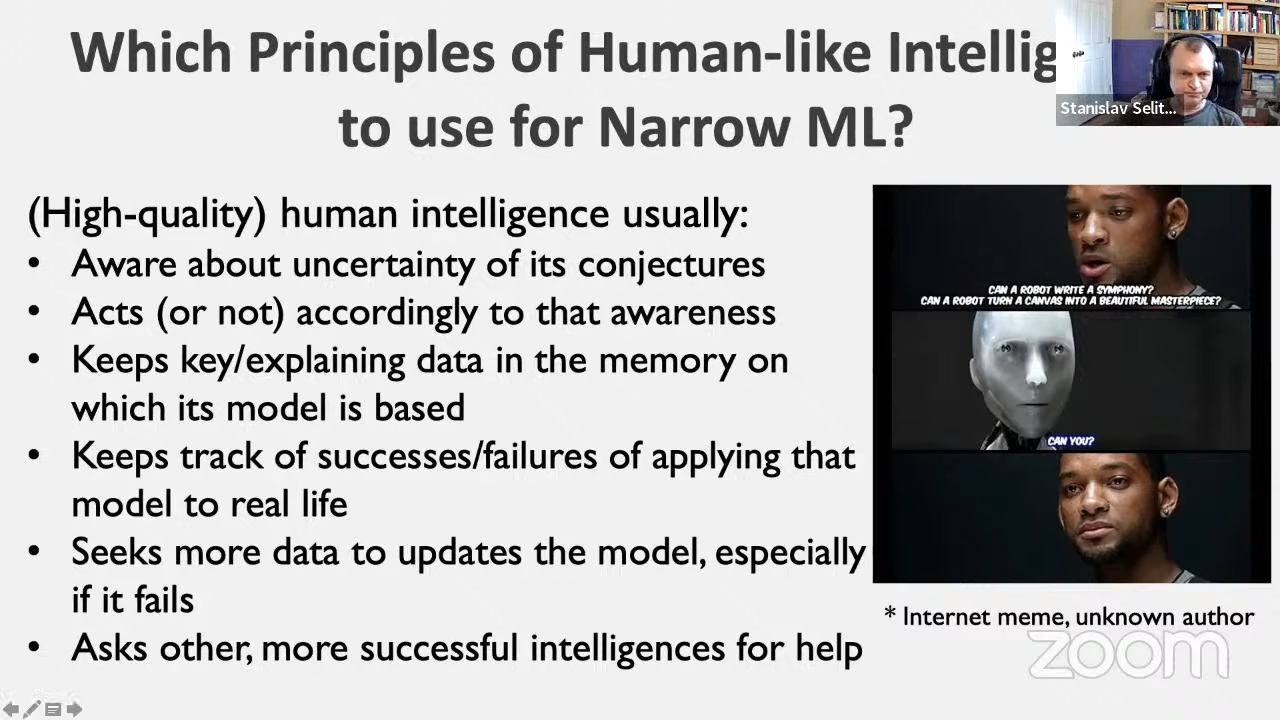 Which Principles of Human-like Intellig
to use for Narrow ML?
Stanislav Selit...
(High-quality) human intelligence usually:
• Aware about uncertainty of its conjectures
• Acts (or not) accordingly to that awareness
• Keeps key/explaining data in the memory on
which its model is based
• Keeps track of successes/failures of applying that
model to real life
• Seeks more data to updates the model, especially
if it fails
• Asks other, more successful intelligences for help
CAN A ROBOT WRITE A SYMPHONY?
CAN A ROBOT TURN A CANVAS INTO A BEAUTIFUL MASTERPIECE?
CAN YOU?
* Internet meme, unknown author
zoom